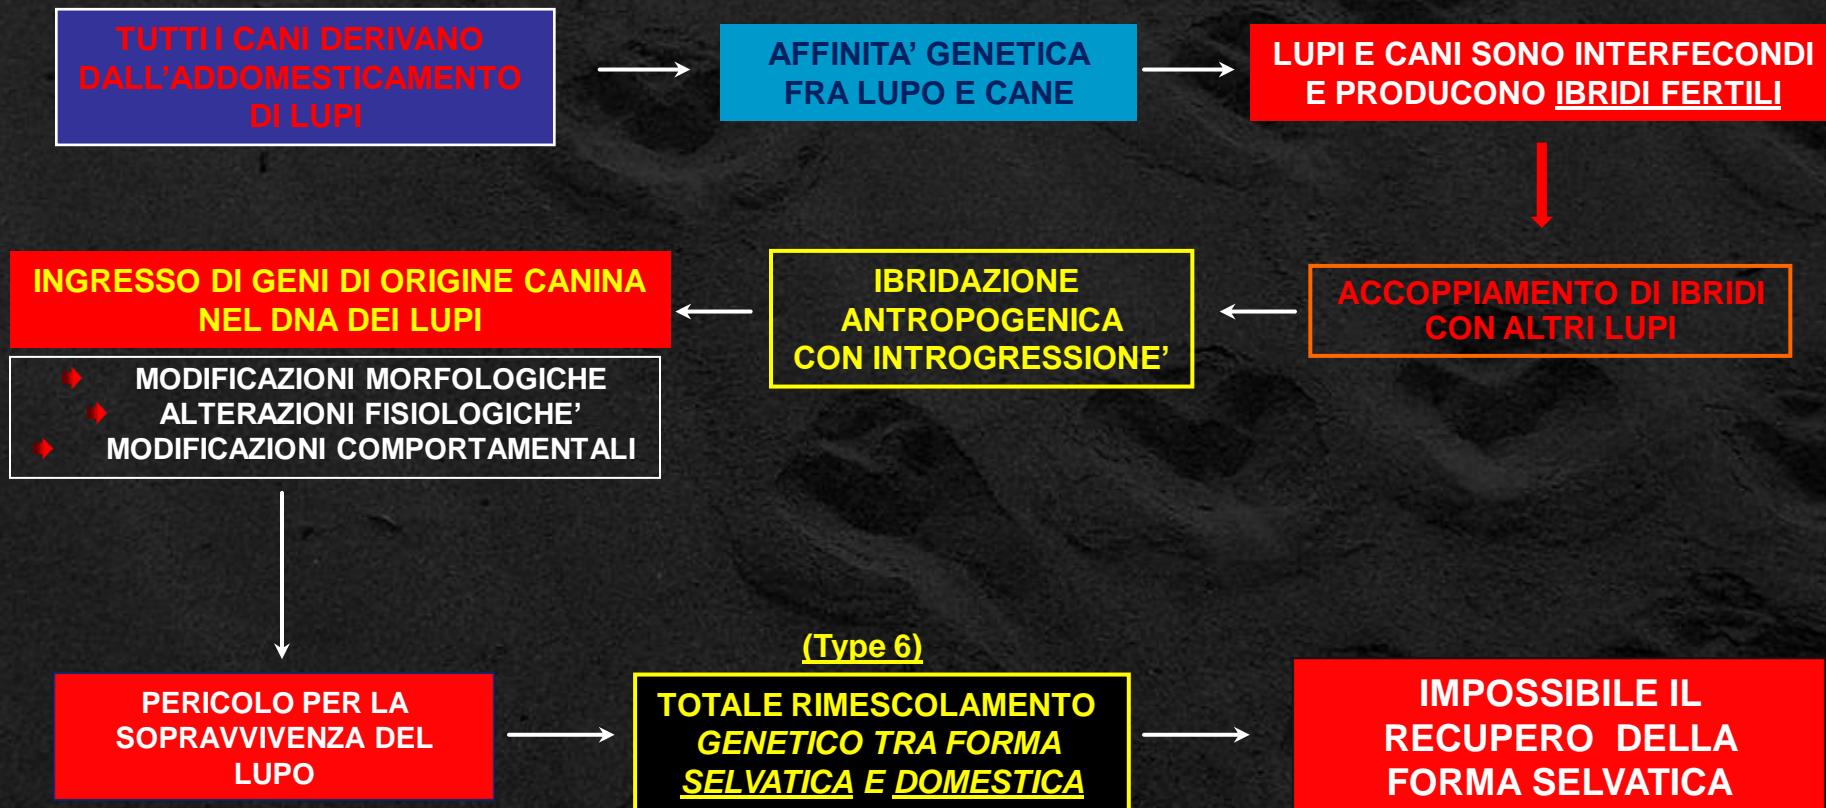 TUTTI I CANI DERIVANO
DALL'ADDOMESTICAMENTO
DI LUPI
AFFINITA' GENETICA
FRA LUPO E CANE
LUPI E CANI SONO INTERFECONDI
E PRODUCONO IBRIDI FERTILI
ACCOPPIAMENTO DI IBRIDI
CON ALTRI LUPI
IBRIDAZIONE
ANTROPOGENICA
CON INTROGRESSIONE'
INGRESSO DI GENI DI ORIGINE CANINA
NEL DNA DEI LUPI
MODIFICAZIONI MORFOLOGICHE
ALTERAZIONI FISIOLOGICHE'
MODIFICAZIONI COMPORTAMENTALI
PERICOLO PER LA
SOPRAVVIVENZA DEL
LUPO
(Type 6)
TOTALE RIMESCOLAMENTO
GENETICO TRA FORMA
SELVATICA E DOMESTICA
IMPOSSIBILE IL
RECUPERO DELLA
FORMA SELVATICA